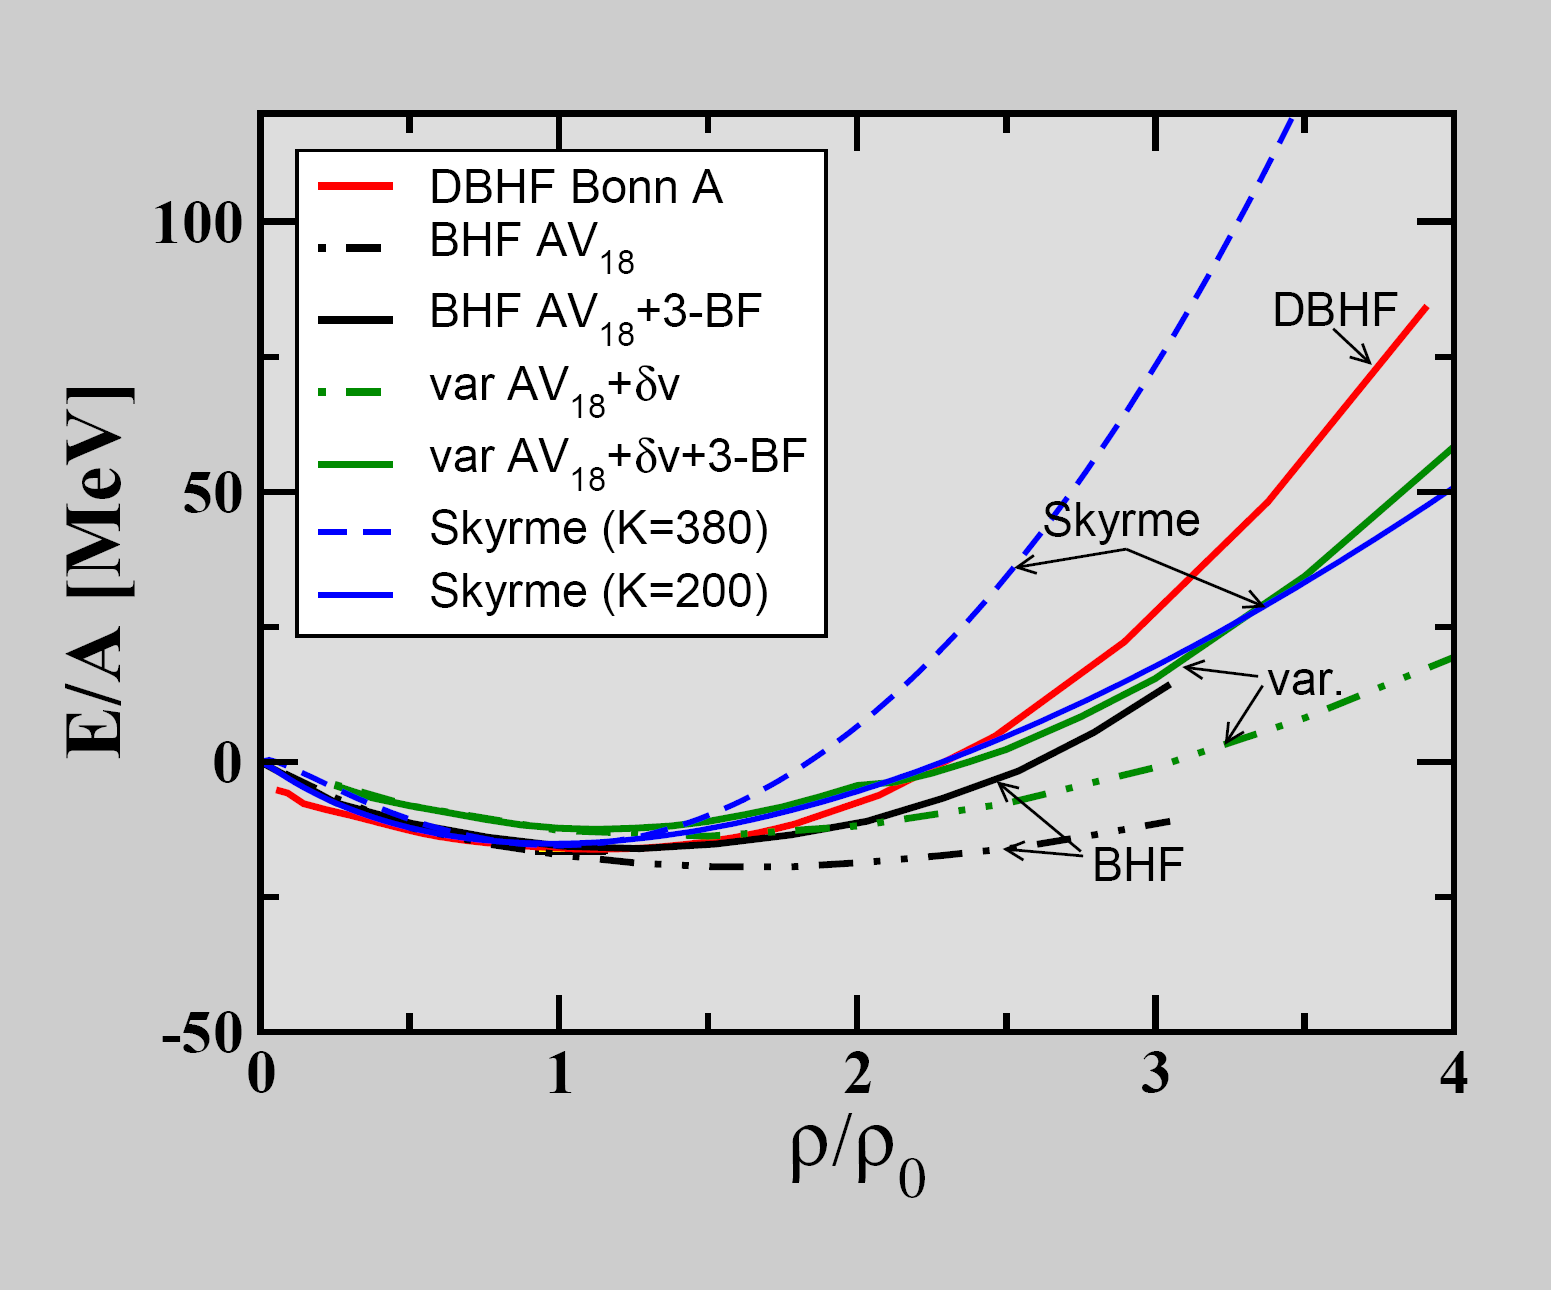 DBHF Bonn A
BHF AV18
BHF AV18+3-BF
var AV18+δv
var AV18+δv+3-BF
Skyrme (K=380)
Skyrme (K=200)
DBHF
Skyrme
var.
BHF
100
50
0
-50
0 1 2 3 4
E/A [MeV]
ρ/ρ0